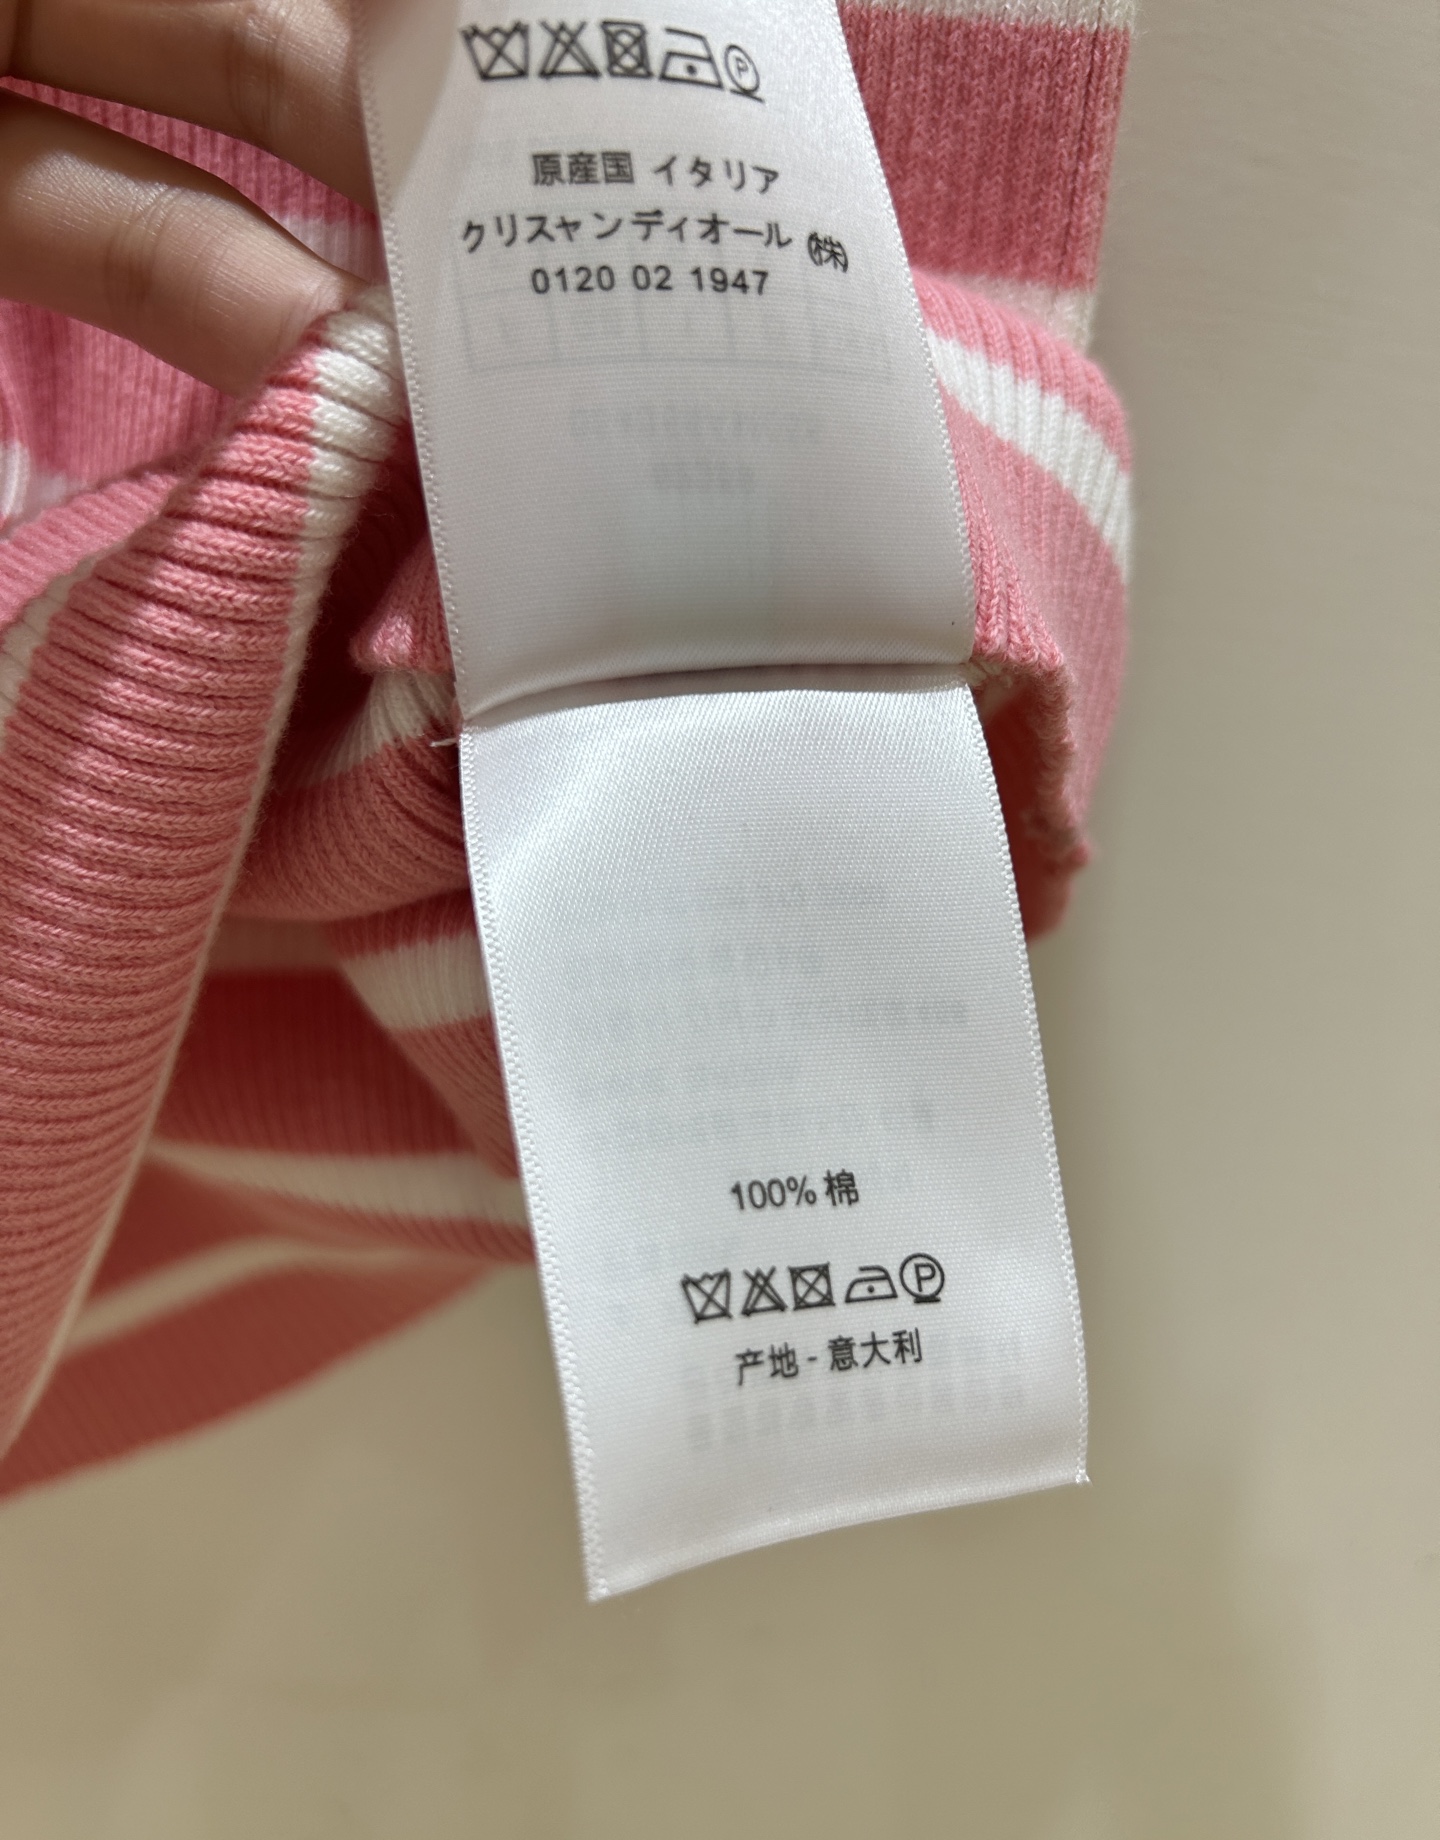 原産国 イタリア
クリスャンディオール ㈱
0120 02 1947
100% 棉
产地 - 意大利